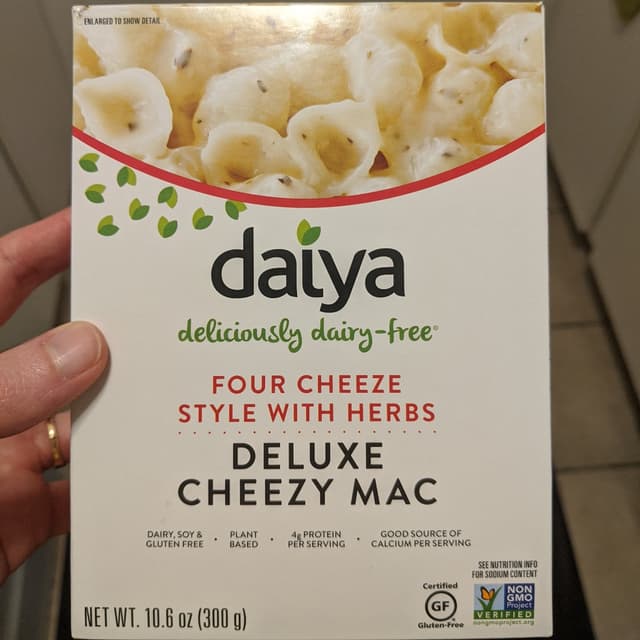 ENLARGED TO SHOW DETAIL
daiya
deliciously dairy-free®
FOUR CHEEZE
STYLE WITH HERBS
DELUXE
CHEEZY MAC
DAIRY, SOY & GLUTEN FREE • PLANT BASED • 4g PROTEIN PER SERVING • GOOD SOURCE OF CALCIUM PER SERVING
SEE NUTRITION INFO
FOR SODIUM CONTENT
Certified
GF
Gluten-Free
NON
GMO
Project
VERIFIED
nongmoproject.org
NET WT. 10.6 oz (300 g)